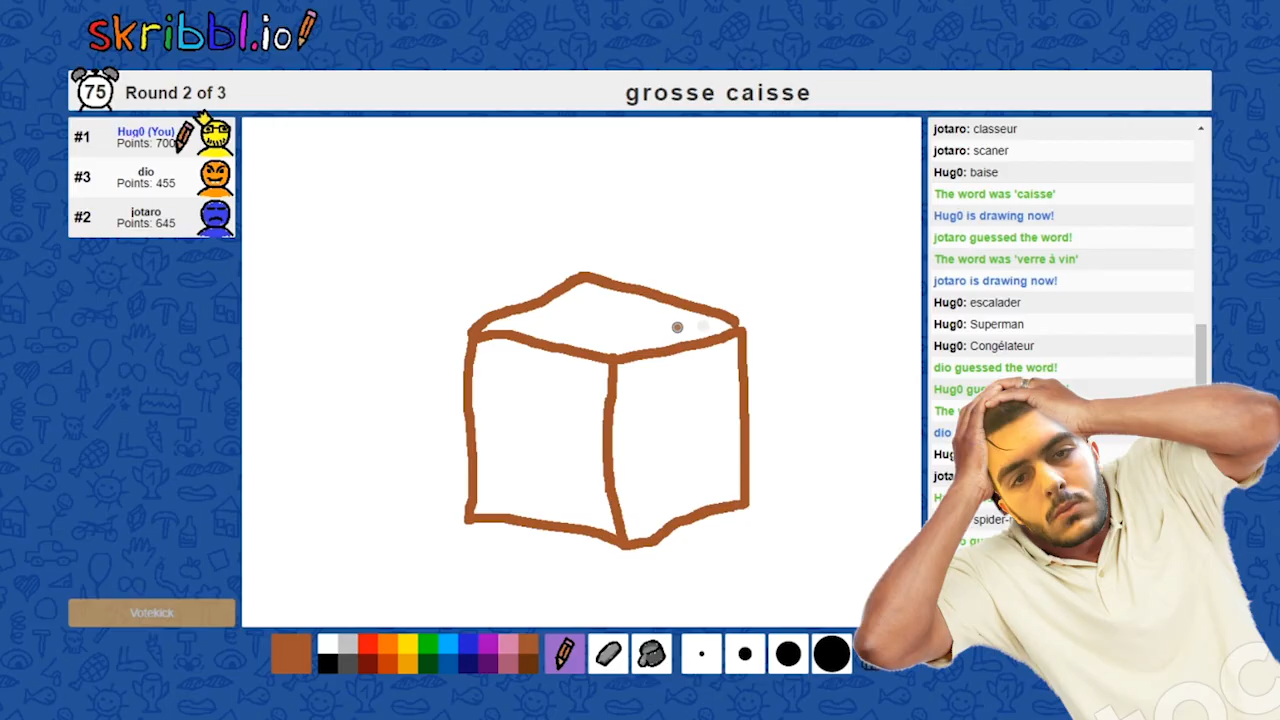 skribbl.io
75
Round 2 of 3
grosse caisse
#1
Hug0 (You)
Points: 700
#3
dio
Points: 455
#2
jotaro
Points: 645
Votekick
jotaro: classeur
jotaro: scaner
Hug0: baise
The word was 'caisse'
Hug0 is drawing now!
jotaro guessed the word!
The word was 'verre à vin'
jotaro is drawing now!
Hug0: escalader
Hug0: Superman
Hug0: Congélateur
dio guessed the word!
Hug0
The
dio